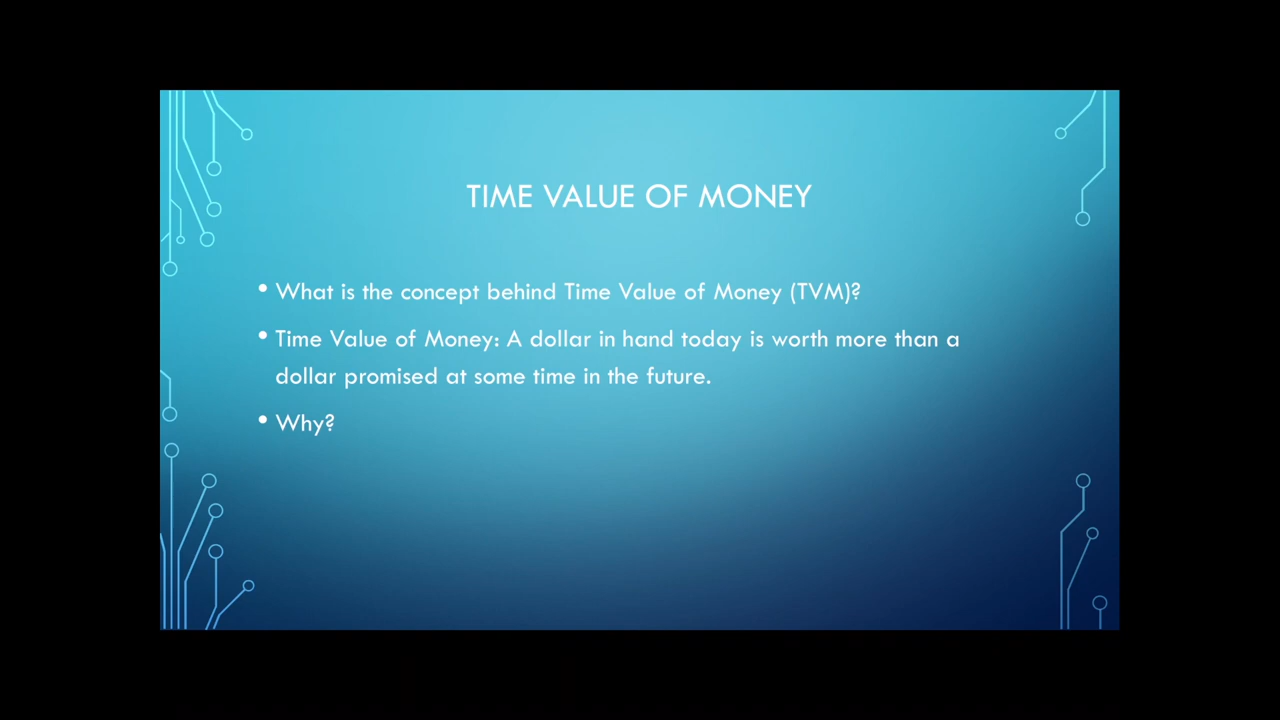 TIME VALUE OF MONEY
• What is the concept behind Time Value of Money (TVM)?
• Time Value of Money: A dollar in hand today is worth more than a
dollar promised at some time in the future.
• Why?